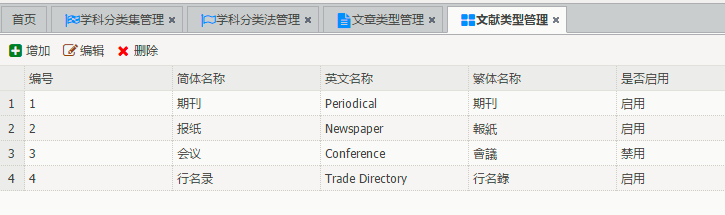 首页 学科分类集管理 学科分类法管理 文章类型管理 文献类型管理
增加 编辑 删除
编号 简体名称 英文名称 繁体名称 是否启用
1 1 期刊 Periodical 期刊 启用
2 2 报纸 Newspaper 報紙 启用
3 3 会议 Conference 會議 禁用
4 4 行名录 Trade Directory 行名錄 启用